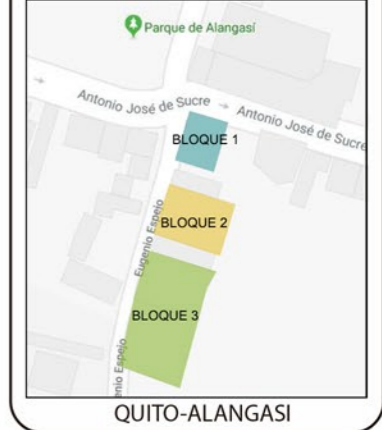 Parque de Alangasí
Antonio José de Sucre
Antonio José de Sucre
BLOQUE 1
BLOQUE 2
Eugenio Espejo
BLOQUE 3
nio Espejo
QUITO-ALANGASI